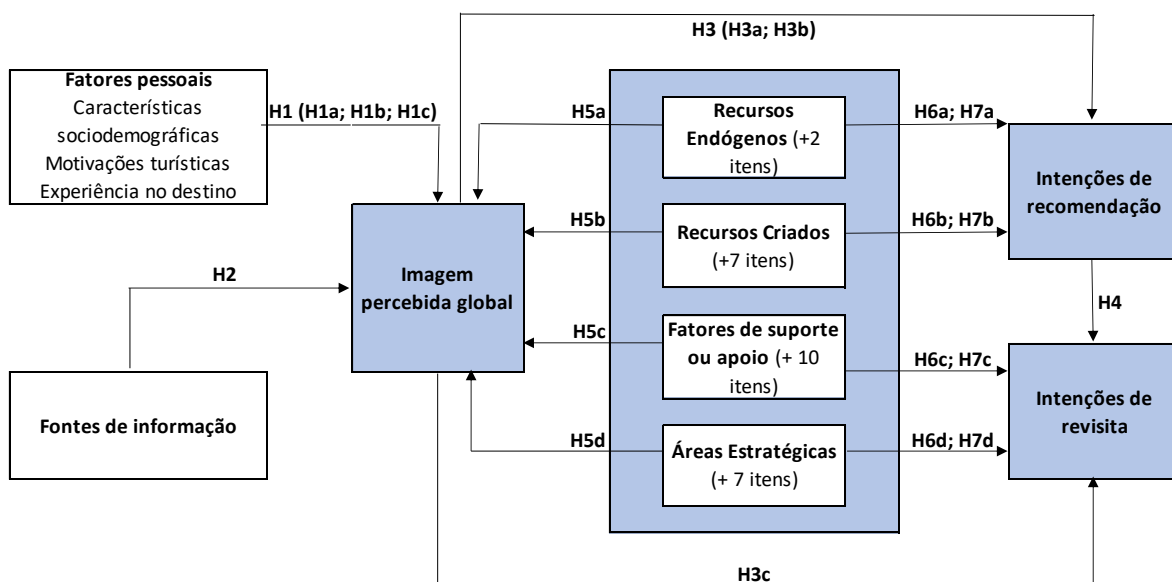 H3 (H3a; H3b)
Fatores pessoais
Características
sociodemográficas
Motivações turísticas
Experiência no destino
H1 (H1a; H1b; H1c)
H5a
Recursos
Endógenos (+2
itens)
H6a; H7a
Intenções de
recomendação
H5b
Recursos Criados
(+7 itens)
H6b; H7b
Imagem
percebida global
H2
H4
H5c
Fatores de suporte
ou apoio (+ 10
itens)
H6c; H7c
Fontes de informação
Intenções de
revisita
H5d
Áreas Estratégicas
(+ 7 itens)
H6d; H7d
H3c